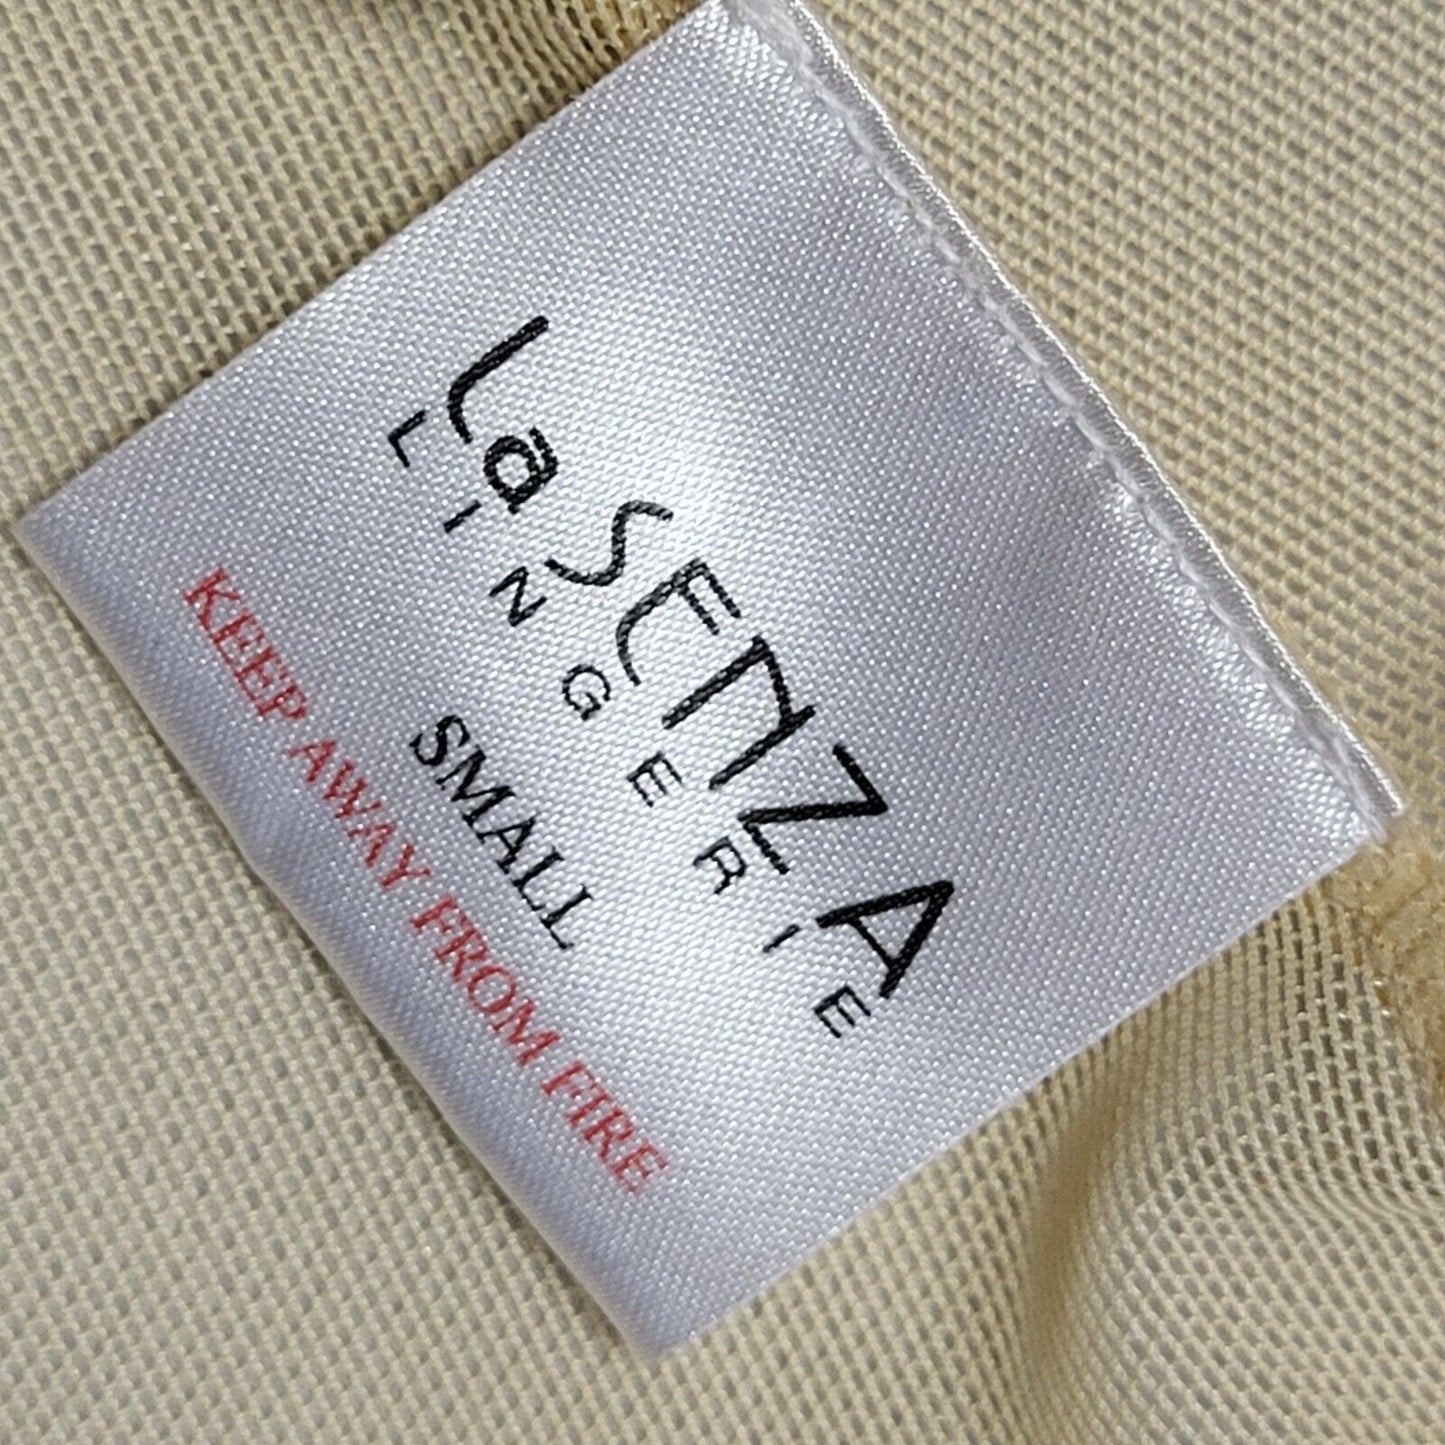 La SENZA
LINGERIE
SMALL
KEEP AWAY FROM FIRE